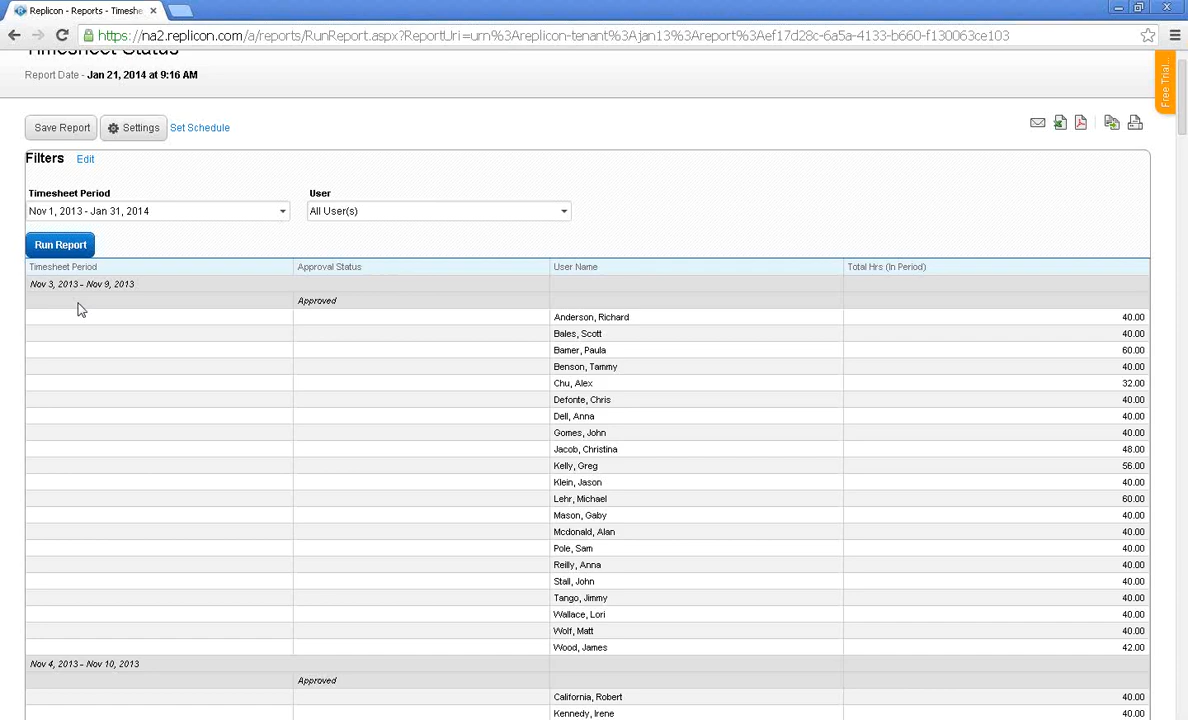 Replicon - Reports - Timeshe
https://na2.replicon.com/a/reports/RunReport.aspx?ReportUri=urn%3Areplicon-tenant%3Ajan13%3Areport%3Aef17d28c-6a5a-4133-b660-f130063ce103
Timesheet Status
Report Date - Jan 21, 2014 at 9:16 AM
Free Trial...
Save Report Settings Set Schedule
Filters Edit
Timesheet Period User
Nov 1, 2013 - Jan 31, 2014 All User(s)
Run Report
Timesheet Period Approval Status User Name Total Hrs (In Period)
Nov 3, 2013 - Nov 9, 2013
Approved
Anderson, Richard 40.00
Bales, Scott 40.00
Bamer, Paula 60.00
Benson, Tammy 40.00
Chu, Alex 32.00
Defonte, Chris 40.00
Dell, Anna 40.00
Gomes, John 40.00
Jacob, Christina 48.00
Kelly, Greg 56.00
Klein, Jason 40.00
Lehr, Michael 60.00
Mason, Gaby 40.00
Mcdonald, Alan 40.00
Pole, Sam 40.00
Reilly, Anna 40.00
Stall, John 40.00
Tango, Jimmy 40.00
Wallace, Lori 40.00
Wolf, Matt 40.00
Wood, James 42.00
Nov 4, 2013 - Nov 10, 2013
Approved
California, Robert 40.00
Kennedy, Irene 40.00